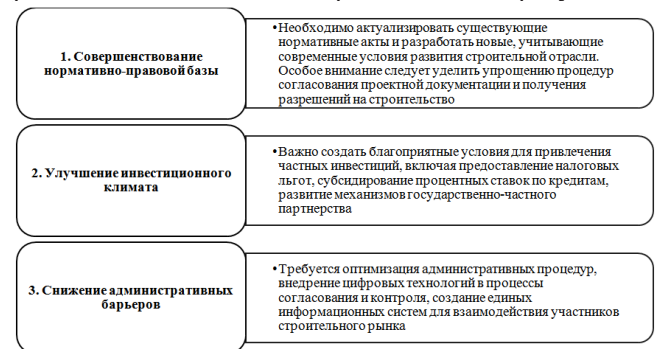 1. Совершенствование
нормативно-правовой базы
•Необходимо актуализировать существующие
нормативные акты и разработать новые, учитывающие
современные условия развития строительной отрасли.
Особое внимание следует уделить упрощению процедур
согласования проектной документации и получения
разрешений на строительство
2. Улучшение инвестиционного
климата
•Важно создать благоприятные условия для привлечения
частных инвестиций, включая предоставление налоговых
льгот, субсидирование процентных ставок по кредитам,
развитие механизмов государственно-частного
партнерства
3. Снижение административных
барьеров
•Требуется оптимизация административных процедур,
внедрение цифровых технологий в процессы
согласования и контроля, создание единых
информационных систем для взаимодействия участников
строительного рынка